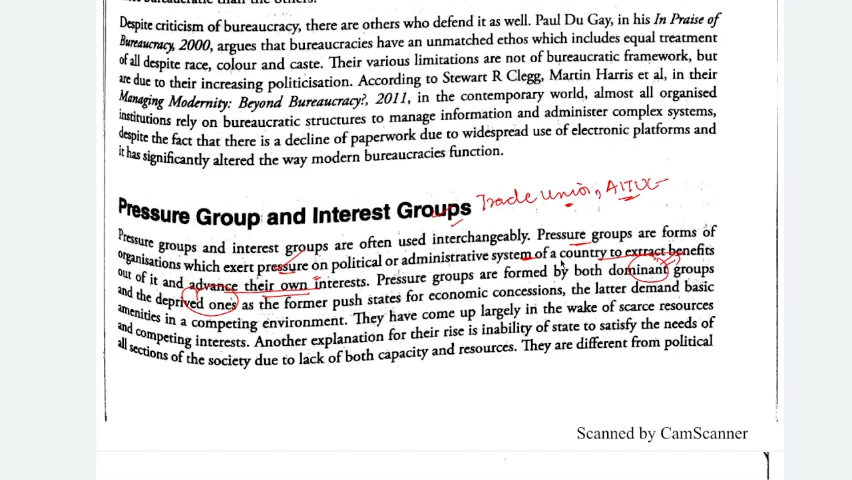 Despite criticism of bureaucracy, there are others who defend it as well. Paul Du Gay, in his In Praise of
Bureaucracy, 2000, argues that bureaucracies have an unmatched ethos which includes equal treatment
of all despite race, colour and caste. Their various limitations are not of bureaucratic framework, but
are due to their increasing politicisation. According to Stewart R Clegg, Martin Harris et al, in their
Managing Modernity: Beyond Bureaucracy?, 2011, in the contemporary world, almost all organised
institutions rely on bureaucratic structures to manage information and administer complex systems,
despite the fact that there is a decline of paperwork due to widespread use of electronic platforms and
it has significantly altered the way modern bureaucracies function.
Pressure Group and Interest Groups Trade Union, AITUC
Pressure groups and interest groups are often used interchangeably. Pressure groups are forms of
organisations which exert pressure on political or administrative system of a country to extract benefits
out of it and advance their own interests. Pressure groups are formed by both dominant groups
and the deprived ones as the former push states for economic concessions, the latter demand basic
amenities in a competing environment. They have come up largely in the wake of scarce resources
and competing interests. Another explanation for their rise is inability of state to satisfy the needs of
all sections of the society due to lack of both capacity and resources. They are different from political
Scanned by CamScanner